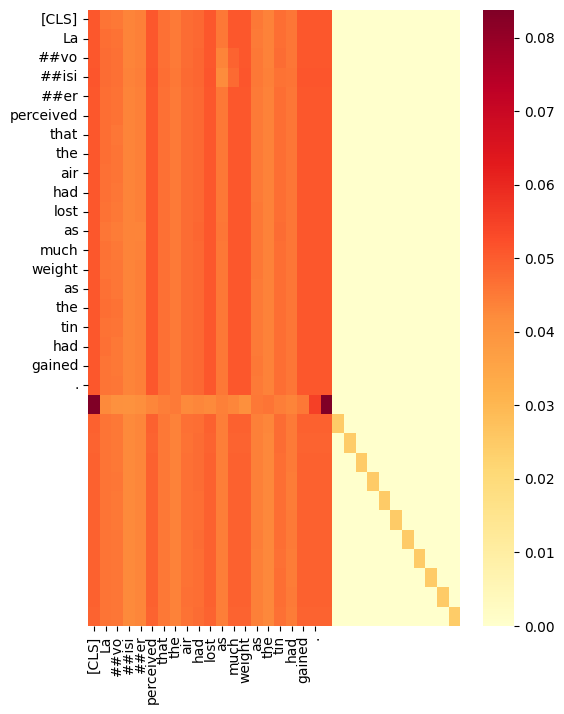 [CLS]
La
##vo
##isi
##er
perceived
that
the
air
had
lost
as
much
weight
as
the
tin
had
gained
.
[CLS]
La
##vo
##isi
##er
perceived
that
the
air
had
lost
as
much
weight
as
the
tin
had
gained
.
0.08
0.07
0.06
0.05
0.04
0.03
0.02
0.01
0.00